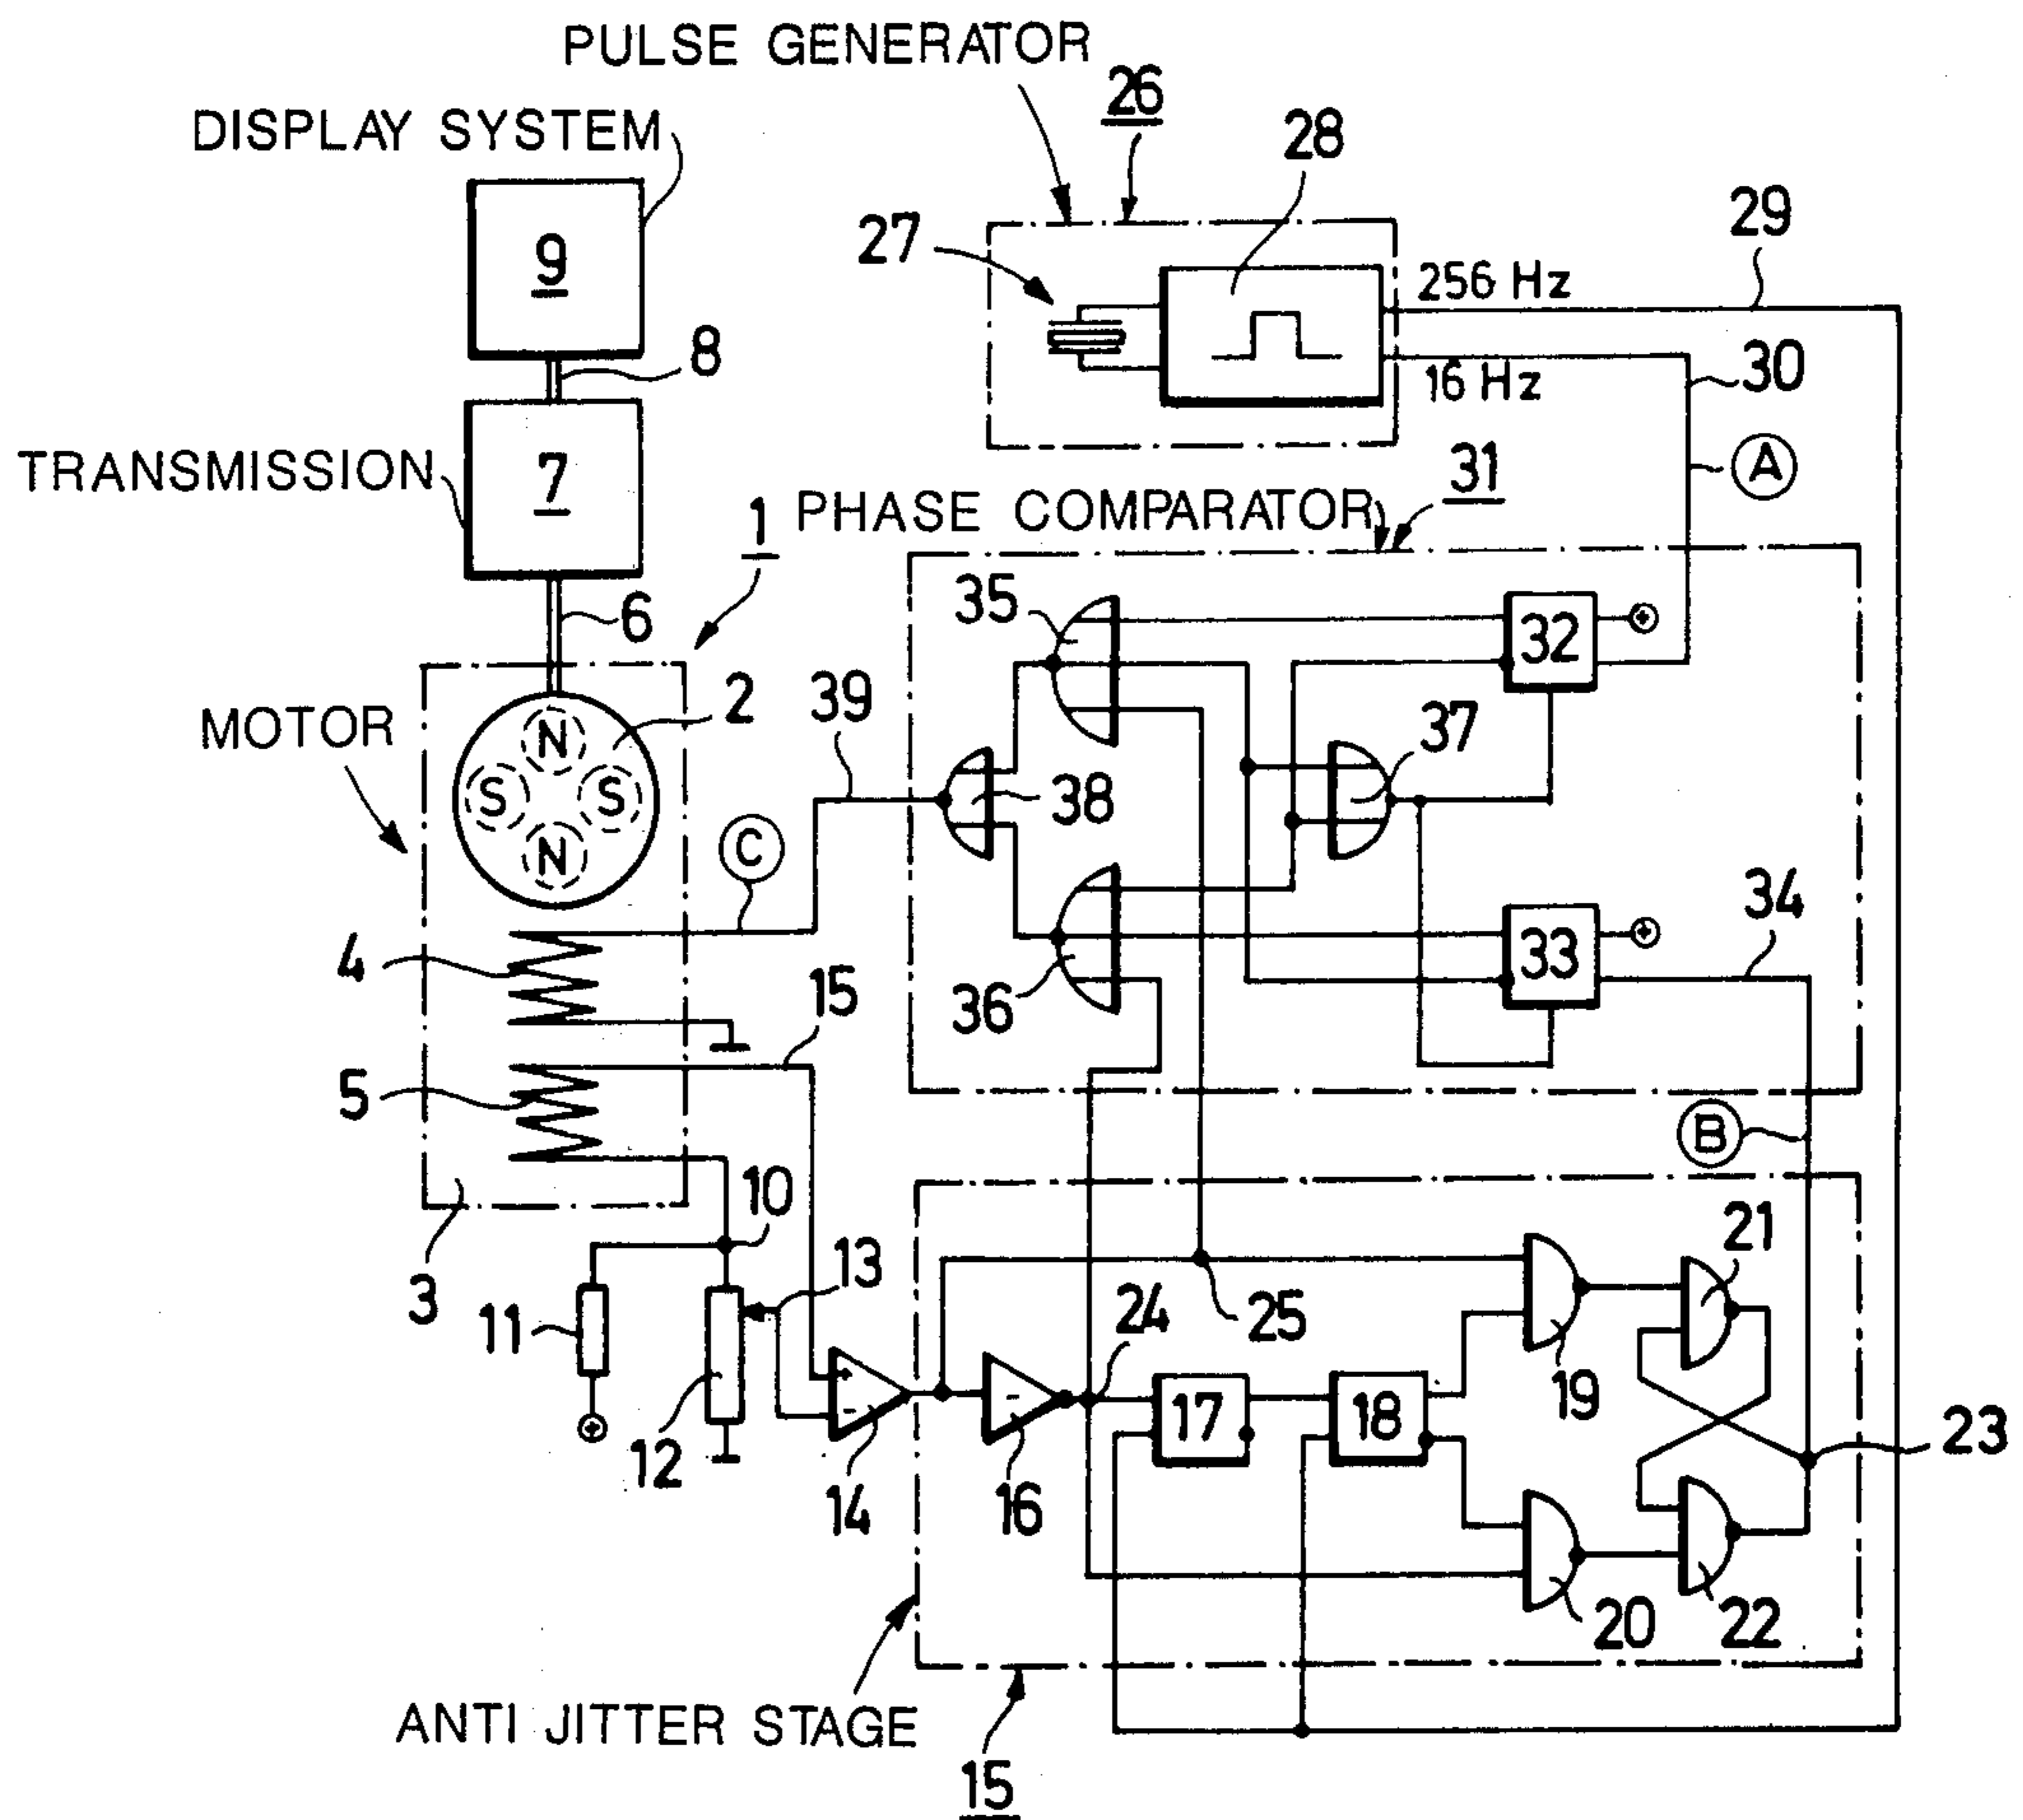 PULSE GENERATOR
26
DISPLAY SYSTEM
28
27
29
9
256 Hz
8
30
16 Hz
TRANSMISSION
7
A
1
PHASE COMPARATOR
31
35
32
6
2
39
37
MOTOR
N
S S
N
38
C
34
4
33
15
36
5
B
10
21
13
3
11
24
25
19
12
17
18
23
14
16
20
22
ANTI JITTER STAGE
15